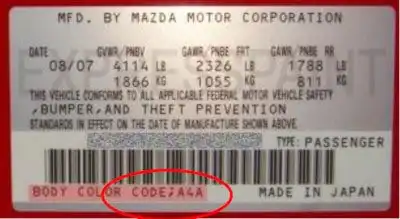 MFD. BY MAZDA MOTOR CORPORATION
DATE GVWR/PNBV GAWR/PNBE FRT GAWR/PNBE RR
08/07 4114 LB 2326 LB 1788 LB
1866 KG 1055 KG 811 KG
THIS VEHICLE CONFORMS TO ALL APPLICABLE FEDERAL MOTOR VEHICLE SAFETY
,BUMPER,AND THEFT PREVENTION
STANDARDS IN EFFECT ON THE DATE OF MANUFACTURE SHOWN ABOVE.
TYPE: PASSENGER
BODY COLOR CODE;A4A MADE IN JAPAN